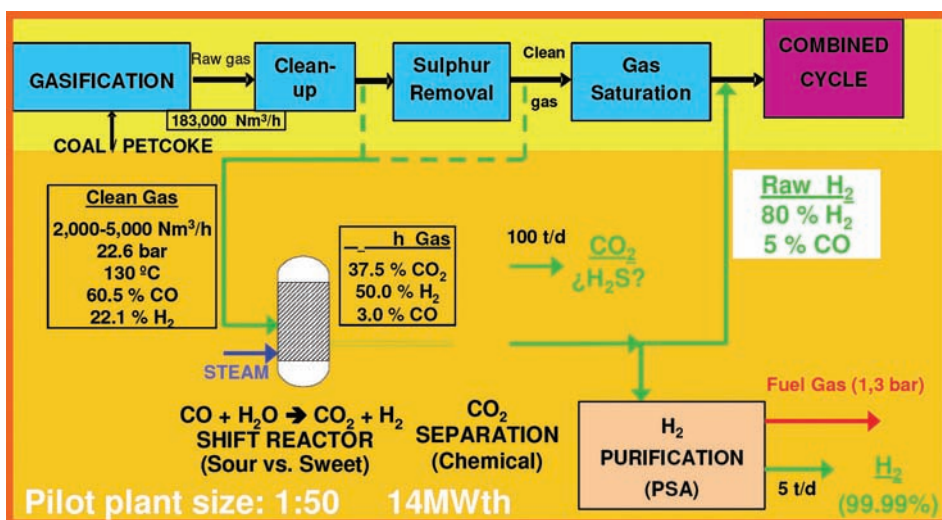 GASIFICATION
Raw gas
183,000 Nm³/h
Clean-
up
Sulphur
Removal
Clean
gas
Gas
Saturation
COMBINED
CYCLE
COAL / PETCOKE
Clean Gas
2,000-5,000 Nm³/h
22.6 bar
130 ºC
60.5 % CO
22.1 % H₂
h Gas
37.5 % CO₂
50.0 % H₂
3.0 % CO
100 t/d
CO₂
¿H₂S?
Raw H₂
80 % H₂
5 % CO
STEAM
CO + H₂O ➔ CO₂ + H₂
SHIFT REACTOR
(Sour vs. Sweet)
CO₂
SEPARATION
(Chemical)
H₂
PURIFICATION
(PSA)
Fuel Gas (1,3 bar)
5 t/d
H₂
(99.99%)
Pilot plant size: 1:50 14MWth